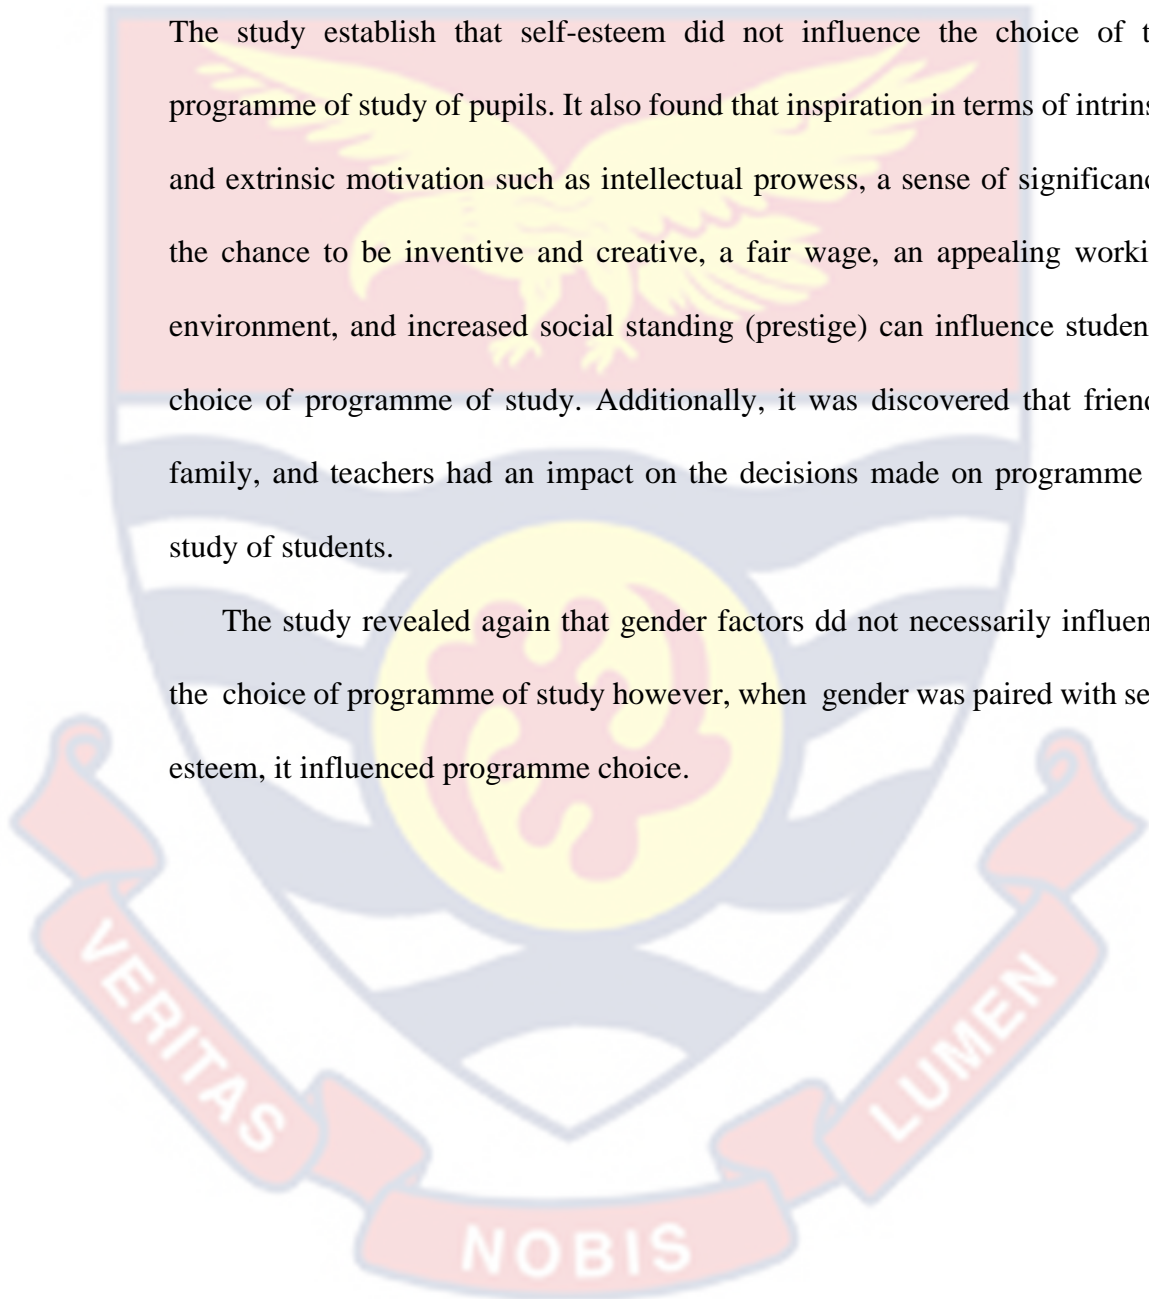 The study establish that self-esteem did not influence the choice of t
programme of study of pupils. It also found that inspiration in terms of intrins
and extrinsic motivation such as intellectual prowess, a sense of significanc
the chance to be inventive and creative, a fair wage, an appealing worki
environment, and increased social standing (prestige) can influence studen
choice of programme of study. Additionally, it was discovered that friend
family, and teachers had an impact on the decisions made on programme
study of students.
The study revealed again that gender factors dd not necessarily influen
the choice of programme of study however, when gender was paired with se
esteem, it influenced programme choice.
VERITAS
NOBIS
LUMEN